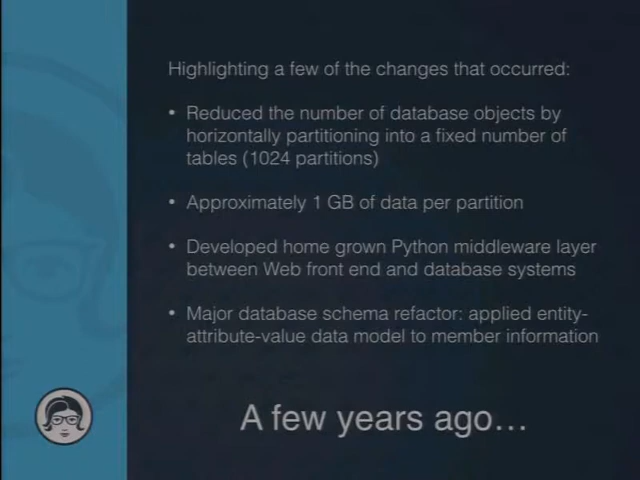 Highlighting a few of the changes that occurred:
• Reduced the number of database objects by
horizontally partitioning into a fixed number of
tables (1024 partitions)
• Approximately 1 GB of data per partition
• Developed home grown Python middleware layer
between Web front end and database systems
• Major database schema refactor: applied entity-
attribute-value data model to member information
A few years ago...